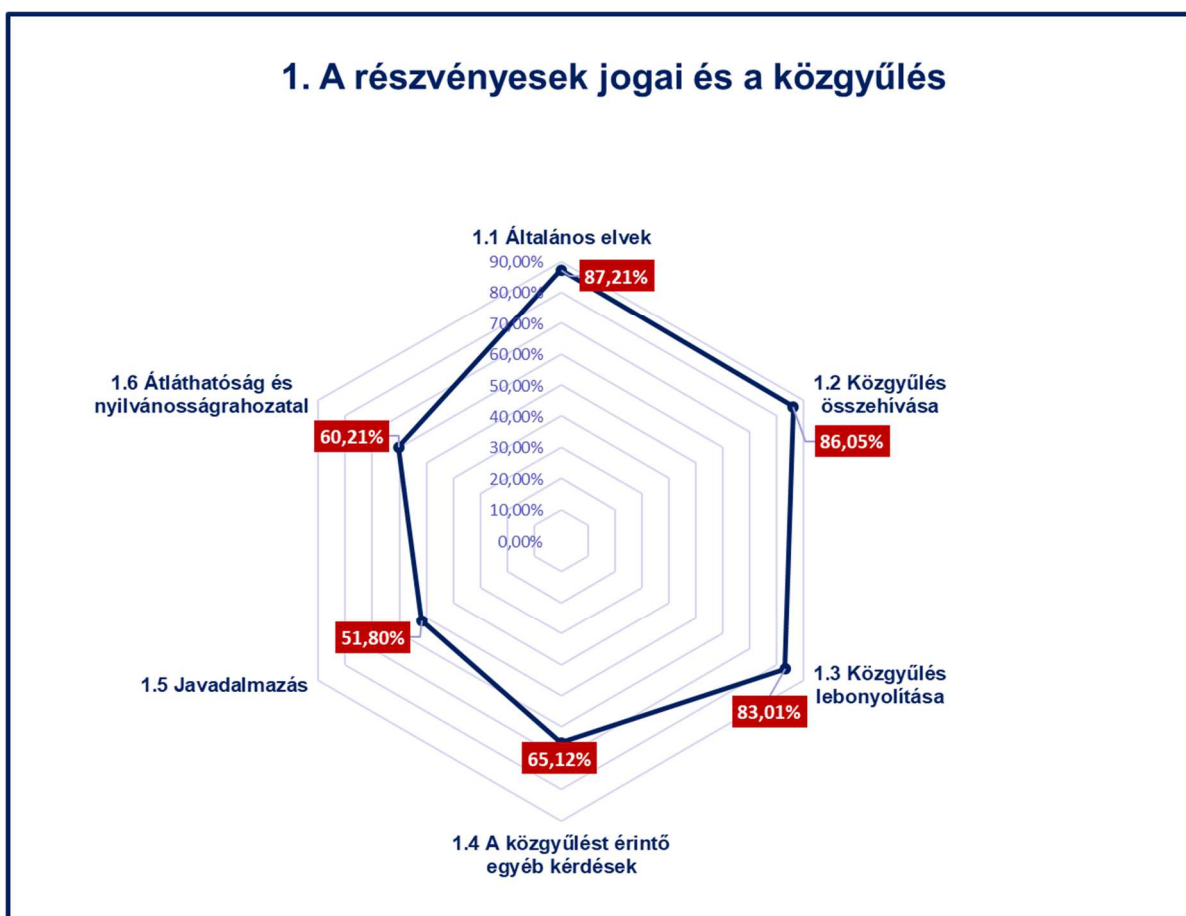 1. A részvényesek jogai és a közgyűlés
1.1 Általános elvek
90,00%
87,21%
80,00%
70,00%
60,00%
50,00%
40,00%
30,00%
20,00%
10,00%
0,00%
1.2 Közgyűlés
összehívása
86,05%
1.3 Közgyűlés
lebonyolítása
83,01%
65,12%
1.4 A közgyűlést érintő
egyéb kérdések
51,80%
1.5 Javadalmazás
1.6 Átláthatóság és
nyilvánosságrahozatal
60,21%